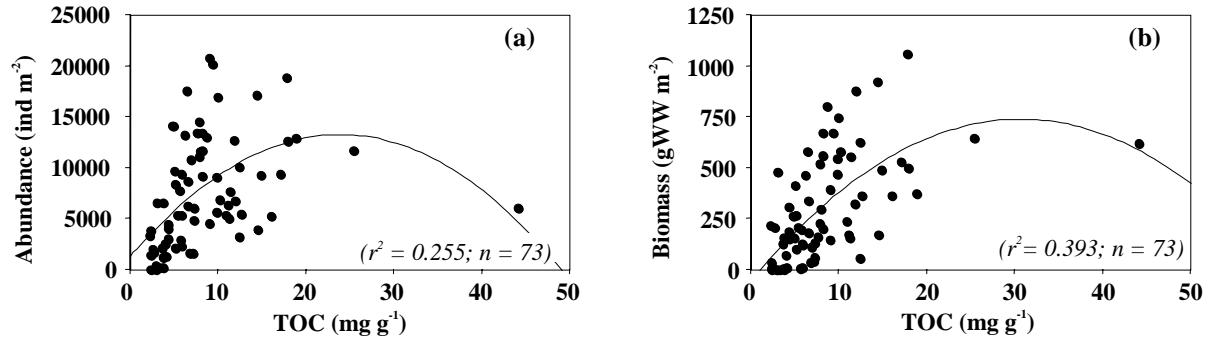 Abundance (ind m⁻²)
25000
20000
15000
10000
5000
0
(a)
(r² = 0.255; n = 73)
0 10 20 30 40 50
TOC (mg g⁻¹)
Biomass (gWW m⁻²)
1250
1000
750
500
250
0
(b)
(r² = 0.393; n = 73)
0 10 20 30 40 50
TOC (mg g⁻¹)